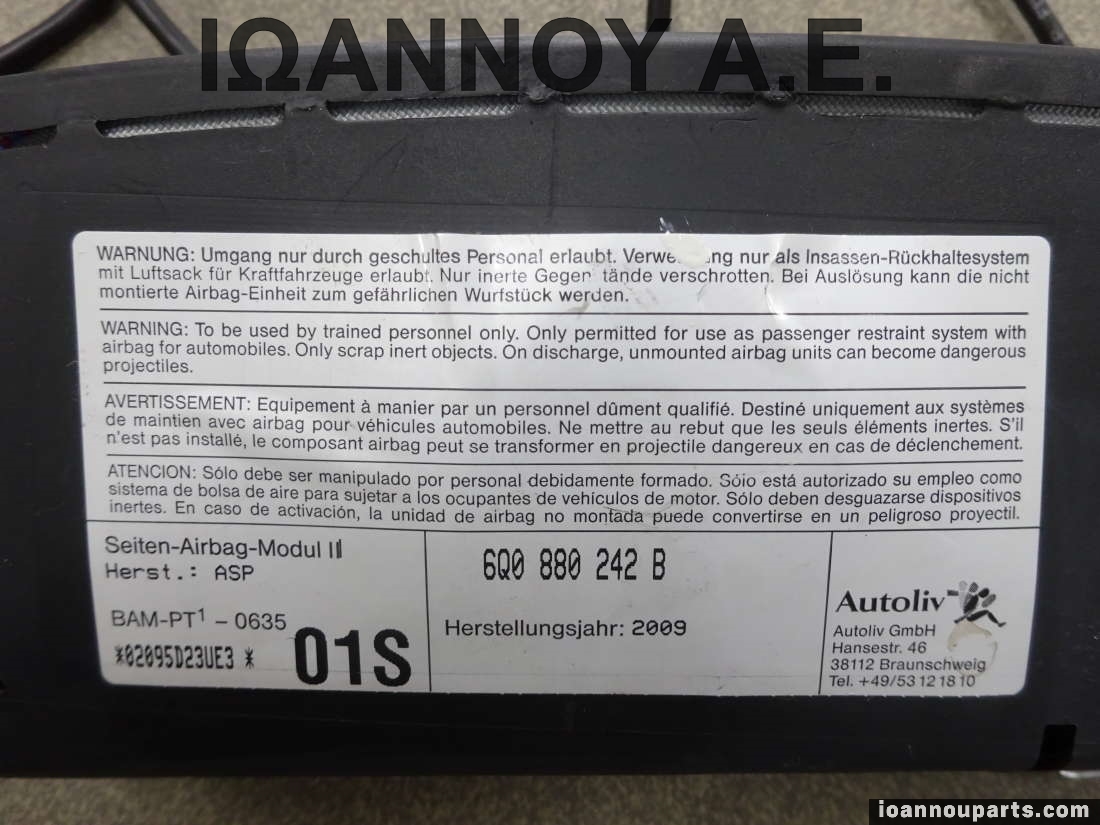 ΙΩΑΝΝΟΥ Α.Ε.
WARNUNG: Umgang nur durch geschultes Personal erlaubt. nur als Insassen-Rückhaltesystem
mit Luftsack für Kraftfahrzeuge erlaubt. Nur inerte verschrotten. Bei Auslösung kann die nicht
montierte Airbag-Einheit zum gefährlichen Wurfstück werden.
WARNING: To be used by trained personnel only. Only permitted for use as passenger restraint system with
airbag for automobiles. Only scrap inert objects. On discharge, unmounted airbag units can become dangerous
projectiles.
AVERTISSEMENT: Equipement à manier par un personnel dûment qualifié. Destiné uniquement aux systèmes
de maintien avec airbag pour véhicules automobiles. Ne mettre au rebut que les seuls éléments inertes. S'il
n'est pas installé, le composant airbag peut se transformer en projectile dangereux en cas de déclenchement.
ATENCION: Sólo debe ser manipulado por personal debidamente formado. Sólo está autorizado su empleo como
sistema de bolsa de aire para sujetar a los ocupantes de vehículos de motor. Sólo deben desguazarse dispositivos
inertes. En caso de activación, la unidad de airbag no montada puede convertirse en un peligroso proyectil.
Seiten-Airbag-Modul II
Herst.: ASP
BAM-PT1 - 0635
*02095D23UE3 *
01S
6Q0 880 242 B
Herstellungsjahr: 2009
Autoliv
Autoliv GmbH
Hansestr. 46
38112 Braunschweig
Tel. +49/53 12 18 10
ioannouparts.com